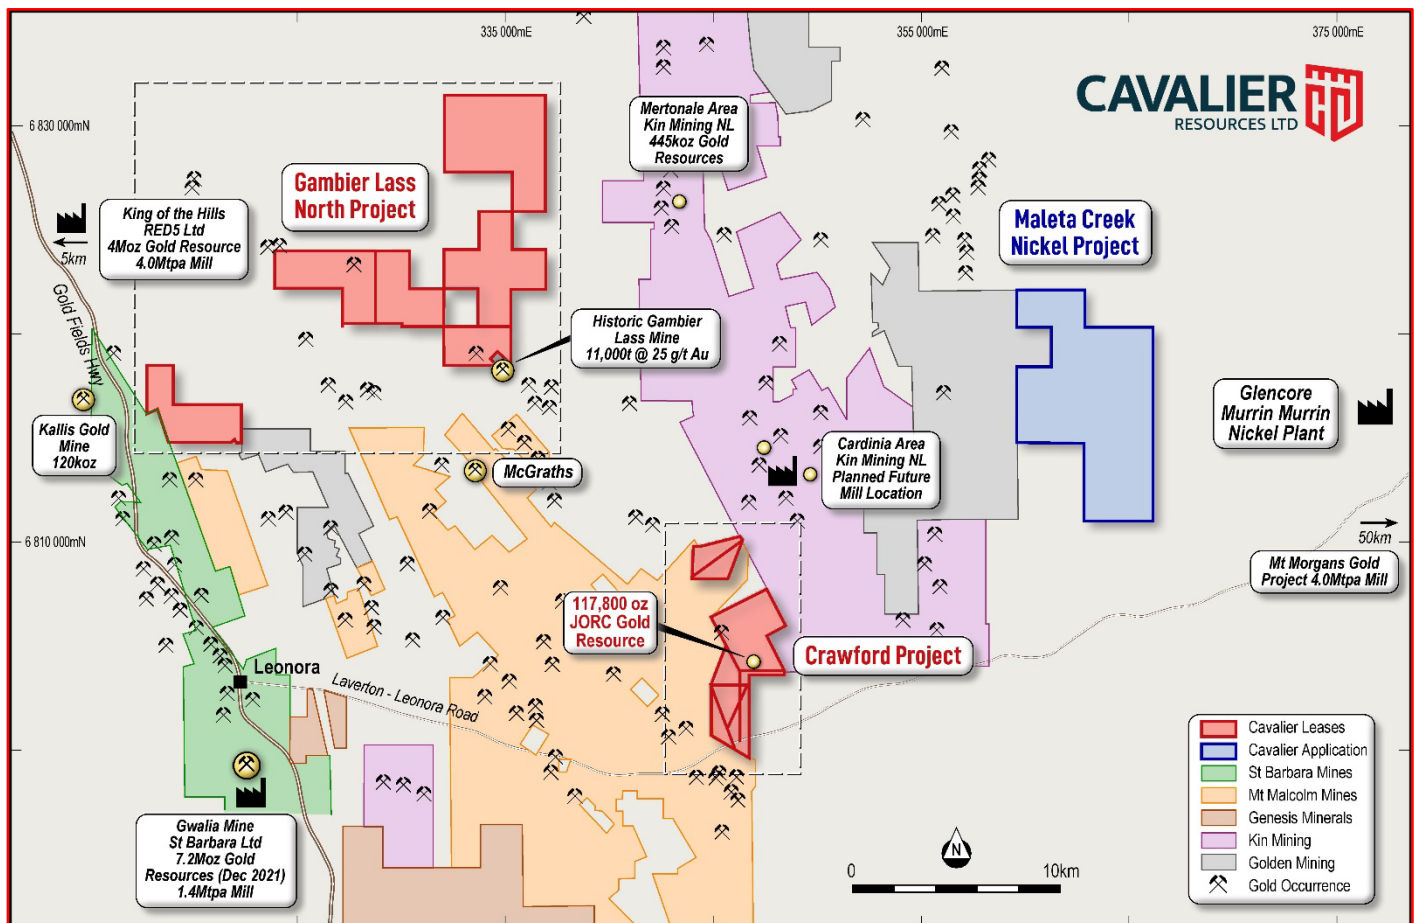 335 000mE
355 000mE
375 000mE
CAVALIER
RESOURCES LTD
6 830 000mN
Mertonale Area
Kin Mining NL
445koz Gold
Resources
Gambier Lass
North Project
King of the Hills
RED5 Ltd
4Moz Gold Resource
4.0Mtpa Mill
5km
Maleta Creek
Nickel Project
Gold Fields Hwy
Historic Gambier
Lass Mine
11,000t @ 25 g/t Au
Glencore
Murrin Murrin
Nickel Plant
Kallis Gold
Mine
120koz
McGraths
Cardinia Area
Kin Mining NL
Planned Future
Mill Location
6 810 000mN
50km
Mt Morgans Gold
Project 4.0Mtpa Mill
117,800 oz
JORC Gold
Resource
Crawford Project
Leonora
Laverton - Leonora Road
Gwalia Mine
St Barbara Ltd
7.2Moz Gold
Resources (Dec 2021)
1.4Mtpa Mill
N
0
10km
Cavalier Leases
Cavalier Application
St Barbara Mines
Mt Malcolm Mines
Genesis Minerals
Kin Mining
Golden Mining
Gold Occurrence